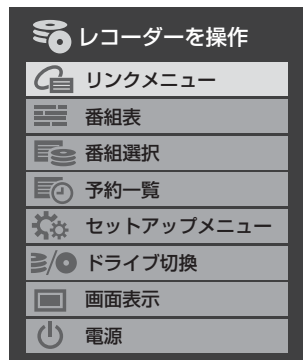 レコーダーを操作
リンクメニュー
番組表
番組選択
予約一覧
セットアップメニュー
ドライブ切換
画面表示
電源